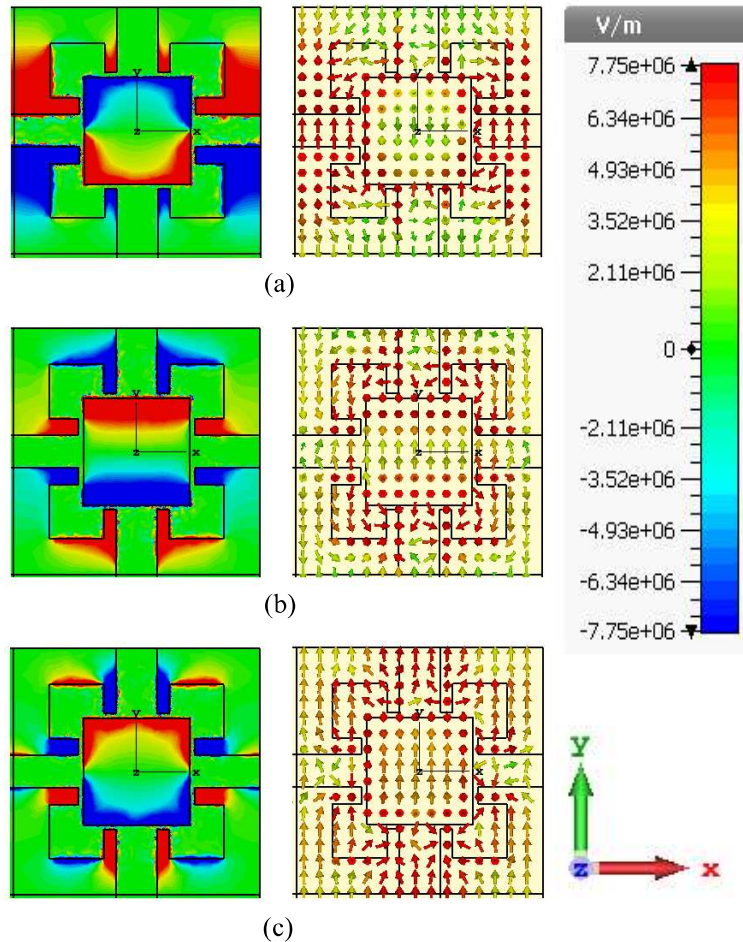 V/m
7.75e+06
6.34e+06
4.93e+06
3.52e+06
2.11e+06
0
-2.11e+06
-3.52e+06
-4.93e+06
-6.34e+06
-7.75e+06
Y
z x
Y
z x
(a)
Y
z x
Y
z x
(b)
Y
z x
Y
z x
(c)
y
z x